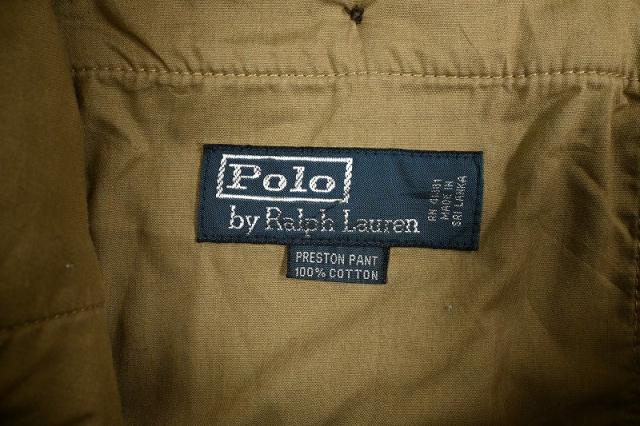 Polo
by Ralph Lauren
RN 41381
MADE IN
SRI LANKA
PRESTON PANT
100% COTTON